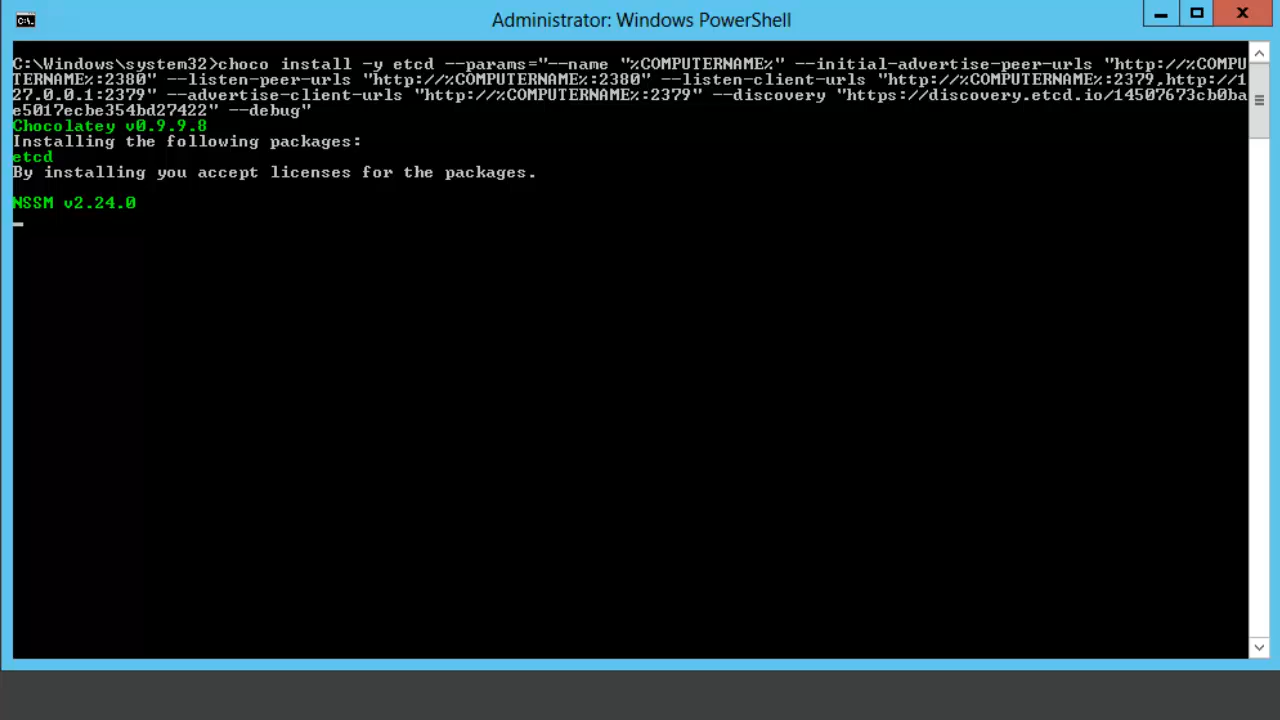 Administrator: Windows PowerShell
C:\Windows\system32>choco install -y etcd --params="--name "%COMPUTERNAME%" --initial-advertise-peer-urls "http://%COMPU
TERNAME%:2380" --listen-peer-urls "http://%COMPUTERNAME%:2380" --listen-client-urls "http://%COMPUTERNAME%:2379,http://1
27.0.0.1:2379" --advertise-client-urls "http://%COMPUTERNAME%:2379" --discovery "https://discovery.etcd.io/14507673cb0ba
e5017ecbe354bd27422" --debug"
Chocolatey v0.9.9.8
Installing the following packages:
etcd
By installing you accept licenses for the packages.
NSSM v2.24.0